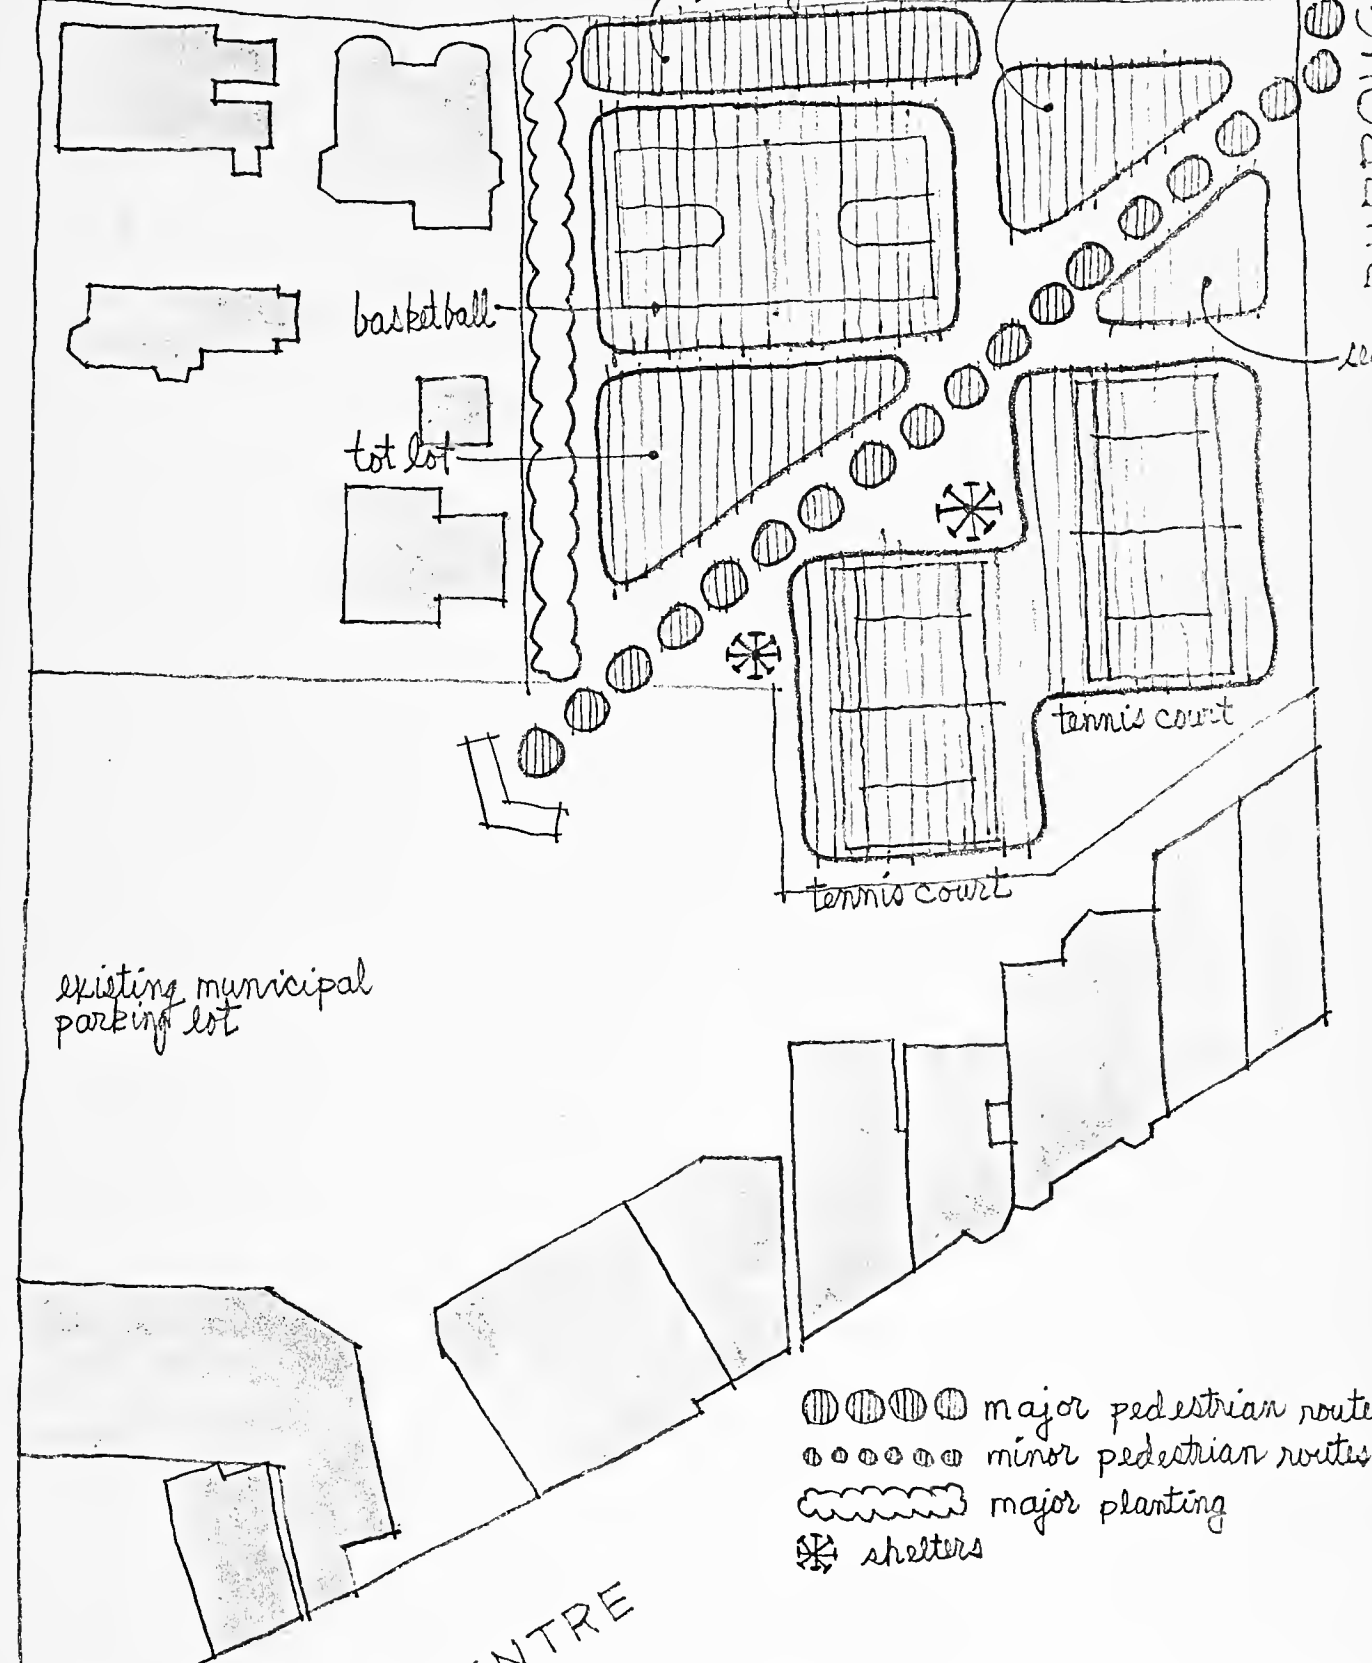 basketball
tot lot
tennis court
tennis court
existing municipal
parking lot
major pedestrian route
minor pedestrian routes
major planting
shelters
NTRE